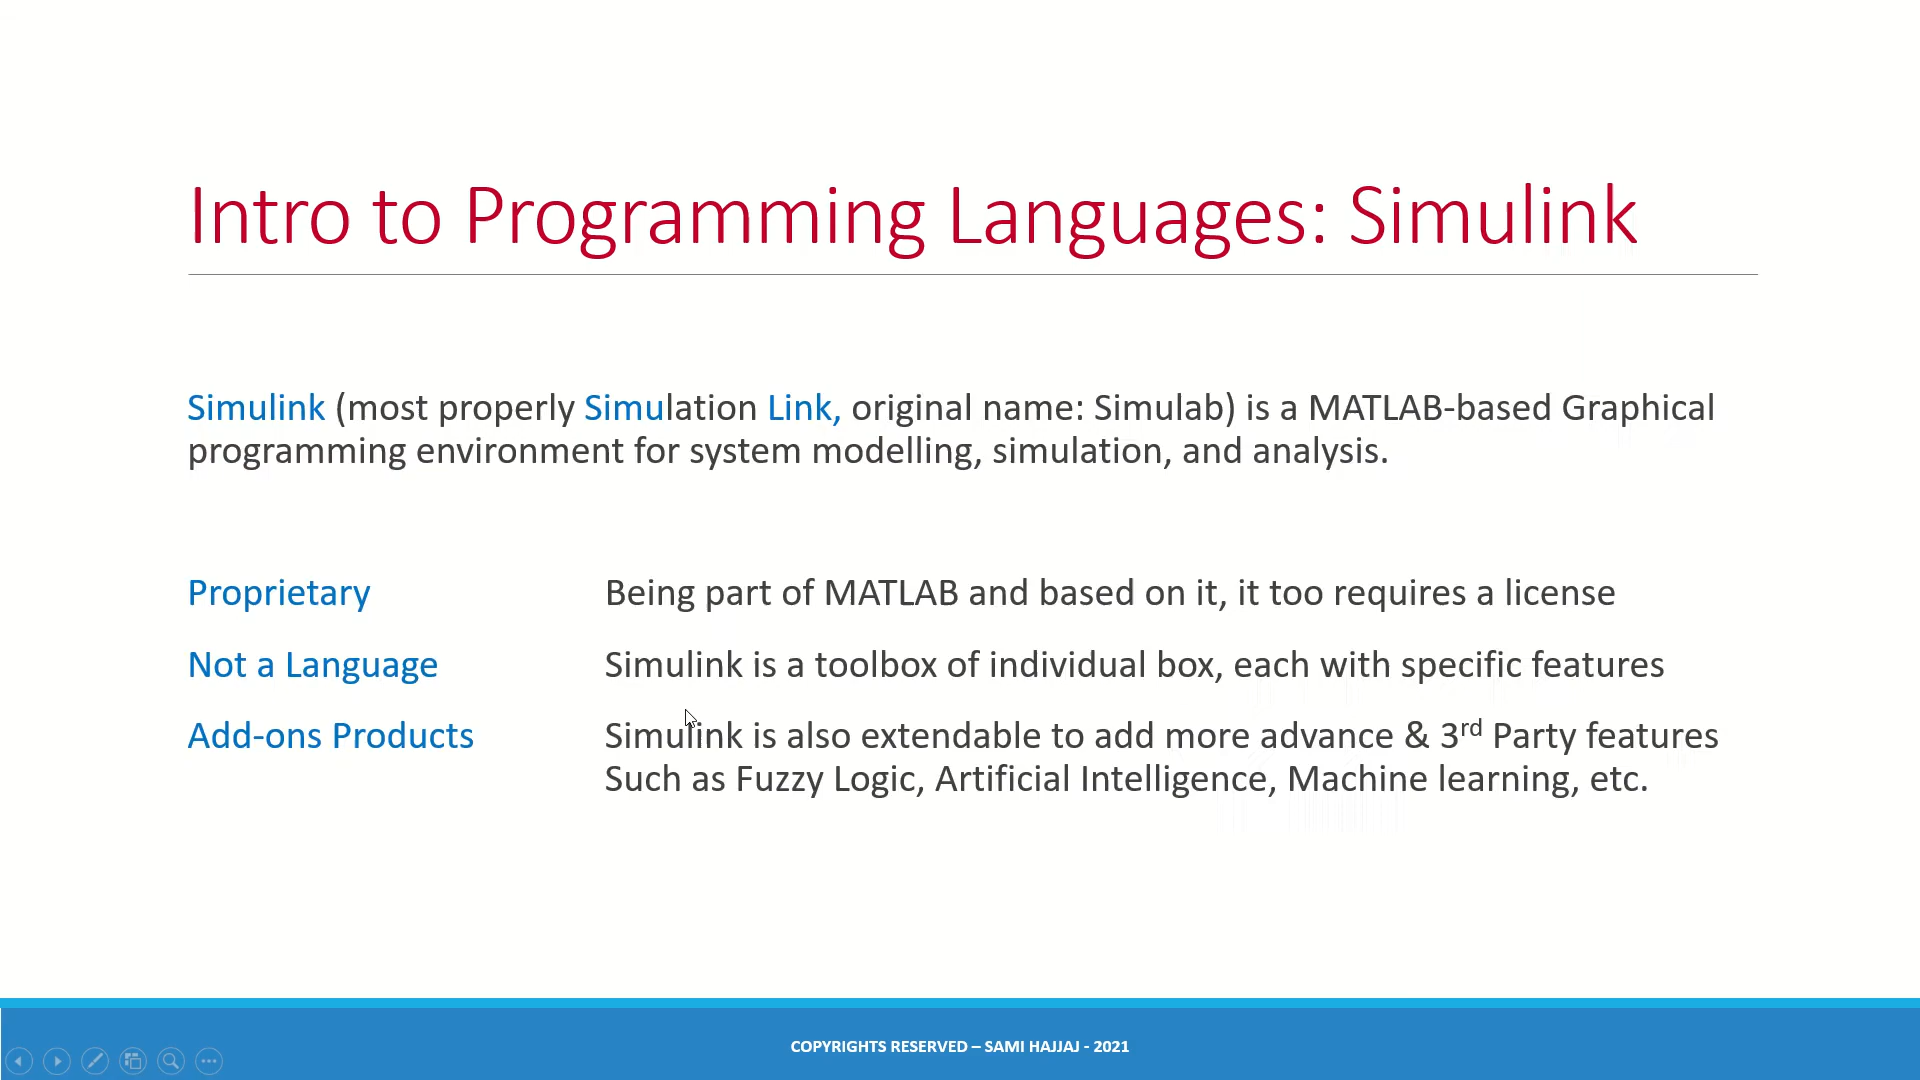 Intro to Programming Languages: Simulink
Simulink (most properly Simulation Link, original name: Simulab) is a MATLAB-based Graphical
programming environment for system modelling, simulation, and analysis.
Proprietary Being part of MATLAB and based on it, it too requires a license
Not a Language Simulink is a toolbox of individual box, each with specific features
Add-ons Products Simulink is also extendable to add more advance & 3rd Party features
Such as Fuzzy Logic, Artificial Intelligence, Machine learning, etc.
COPYRIGHTS RESERVED – SAMI HAJJAJ - 2021